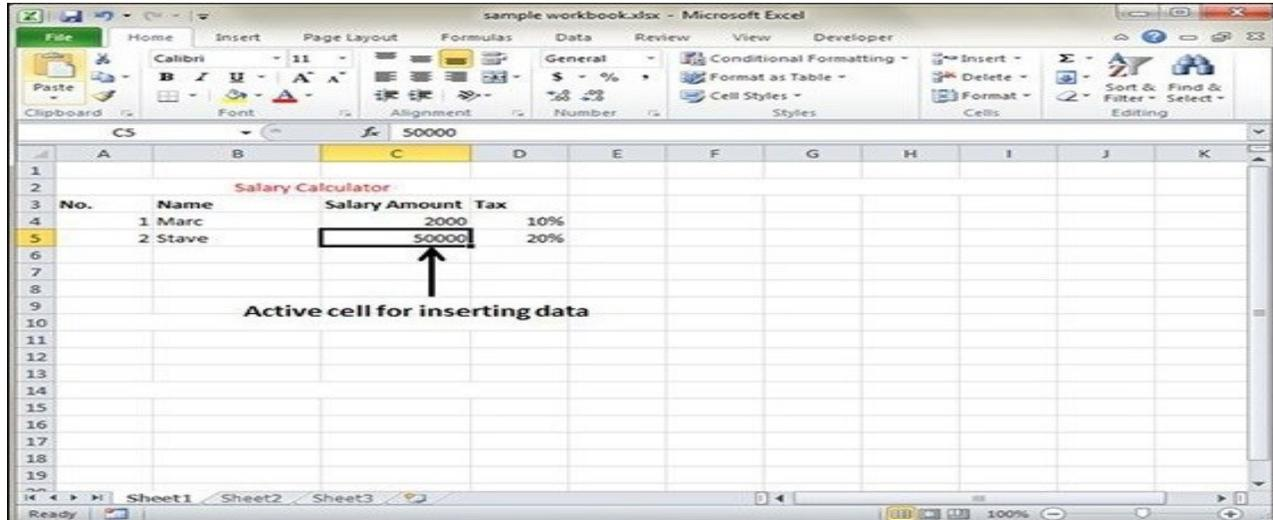 sample workbook.xlsx - Microsoft Excel
File Home Insert Page Layout Formulas Data Review View Developer
Calibri 11 General Conditional Formatting Insert Σ
Paste B I U A A $ % , Format as Table Delete Sort & Find &
A Cell Styles Format Filter Select
Clipboard Font Alignment Number Styles Cells Editing
C5 fx 50000
A B C D E F G H I J K
1
2 Salary Calculator
3 No. Name Salary Amount Tax
4 1 Marc 2000 10%
5 2 Stave 50000 20%
6
7
8
9 Active cell for inserting data
10
11
12
13
14
15
16
17
18
19
Sheet1 Sheet2 Sheet3
Ready 100%